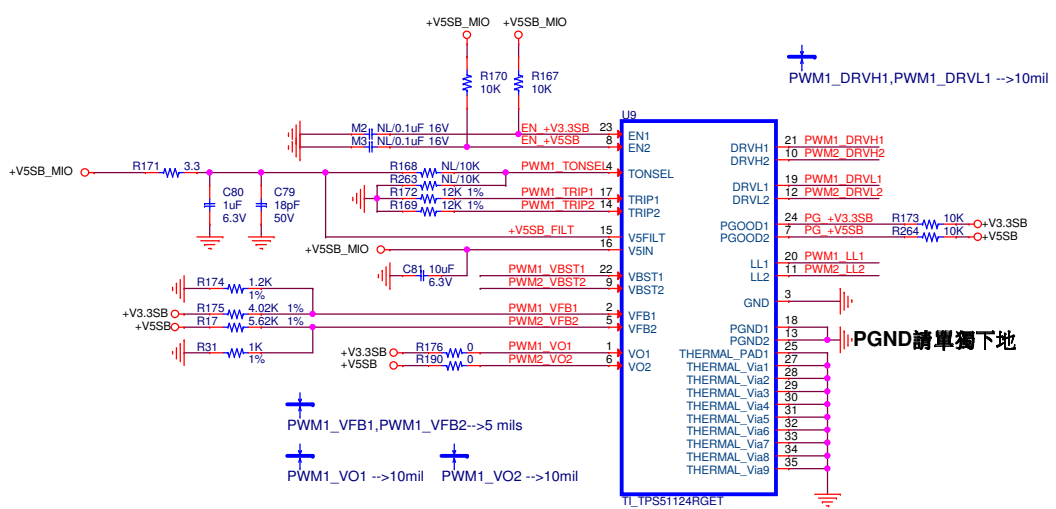 +V5SB_MIO +V5SB_MIO
R170 10K
R167 10K
PWM1_DRVH1,PWM1_DRVL1 -->10mil
U9
M2 NL/0.1uF 16V EN_+V3.3SB 23 EN1
M3 NL/0.1uF 16V EN_+V5SB 8 EN2
DRVH1 21 PWM1_DRVH1
DRVH2 10 PWM2_DRVH2
+V5SB_MIO R171 3.3
R168 NL/10K PWM1_TONSEL 4 TONSEL
R263 NL/10K
R172 12K 1% PWM1_TRIP1 17 TRIP1
R169 12K 1% PWM1_TRIP2 14 TRIP2
DRVL1 19 PWM1_DRVL1
DRVL2 12 PWM2_DRVL2
C80 1uF 6.3V
C79 18pF 50V
PGOOD1 24 PG_+V3.3SB R173 10K +V3.3SB
PGOOD2 7 PG_+V5SB R264 10K +V5SB
+V5SB_FILT 15 V5FILT
+V5SB_MIO 16 V5IN
C81 10uF 6.3V
LL1 20 PWM1_LL1
LL2 11 PWM2_LL2
PWM1_VBST1 22 VBST1
PWM2_VBST2 9 VBST2
R174 1.2K 1%
GND 3
+V3.3SB R175 4.02K 1% PWM1_VFB1 2 VFB1
+V5SB R17 5.62K 1% PWM2_VFB2 5 VFB2
R31 1K 1%
PGND1 18
PGND2 13
PGND請單獨下地
+V3.3SB R176 0 PWM1_VO1 1 VO1
+V5SB R190 0 PWM2_VO2 6 VO2
THERMAL_PAD1 25
THERMAL_Via1 27
THERMAL_Via2 28
THERMAL_Via3 29
THERMAL_Via4 30
THERMAL_Via5 31
THERMAL_Via6 32
THERMAL_Via7 33
THERMAL_Via8 34
THERMAL_Via9 35
PWM1_VFB1,PWM1_VFB2-->5 mils
PWM1_VO1 -->10mil PWM1_VO2 -->10mil
TI_TPS51124RGET